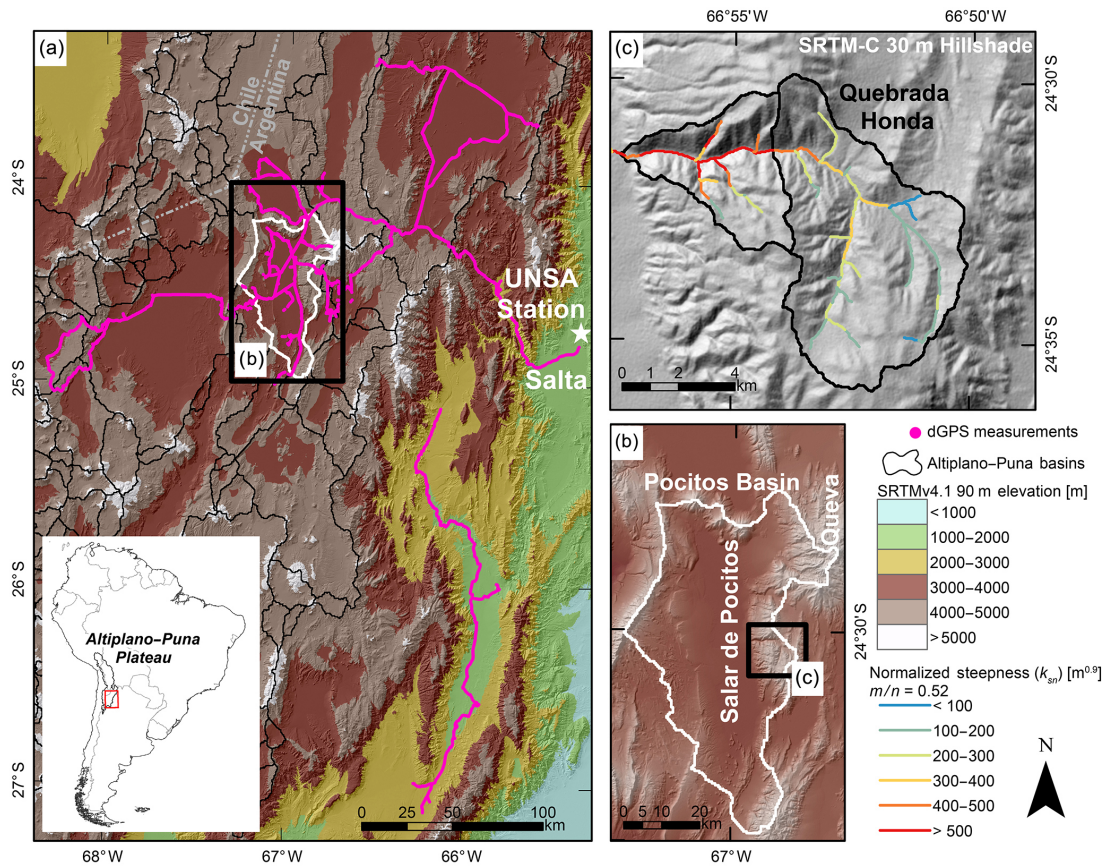 (a)
Chile
Argentina
24°S
25°S
26°S
27°S
(b)
UNSA
Station
Salta
Altiplano–Puna
Plateau
0 25 50 100
km
68°W
67°W
66°W
66°55'W
66°50'W
(c)
SRTM-C 30 m Hillshade
Quebrada
Honda
24°30'S
24°35'S
0 1 2 4
km
(b)
Pocitos Basin
Queva
Salar de Pocitos
(c)
24°30'S
0 5 10 20
km
67°W
dGPS measurements
Altiplano–Puna basins
SRTMv4.1 90 m elevation [m]
< 1000
1000–2000
2000–3000
3000–4000
4000–5000
> 5000
Normalized steepness (ksn) [m0.9]
m/n = 0.52
< 100
100–200
200–300
300–400
400–500
> 500
N